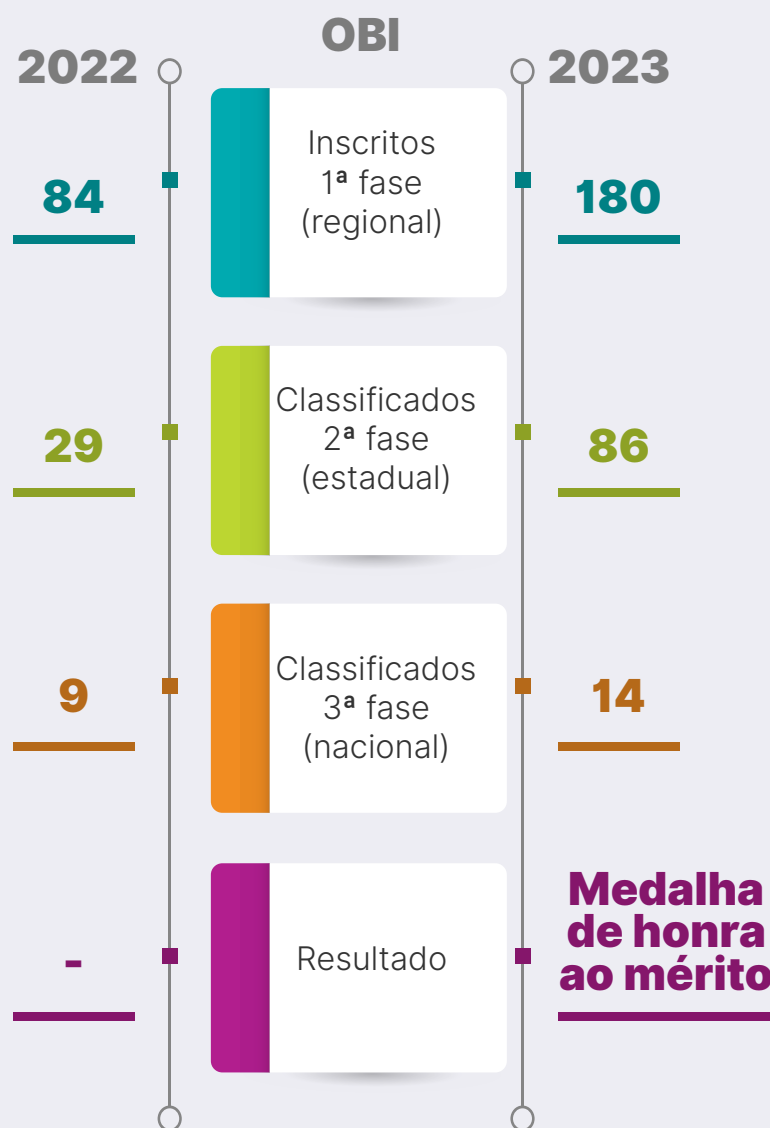 OBI
2022
2023
84
Inscritos
1ª fase
(regional)
180
29
Classificados
2ª fase
(estadual)
86
9
Classificados
3ª fase
(nacional)
14
-
Resultado
Medalha
de honra
ao mérito